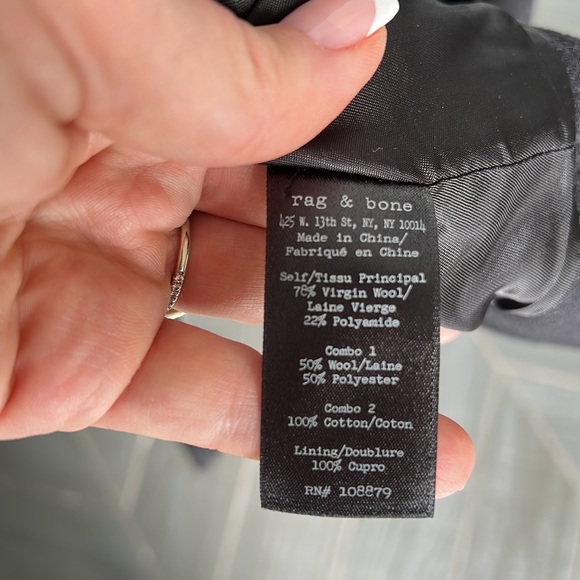 rag & bone
425 W. 13th St, NY, NY 10014
Made in China/
Fabriqué en Chine
Self/Tissu Principal
78% Virgin Wool/
Laine Vierge
22% Polyamide
Combo 1
50% Wool/Laine
50% Polyester
Combo 2
100% Cotton/Coton
Lining/Doublure
100% Cupro
RN# 108879